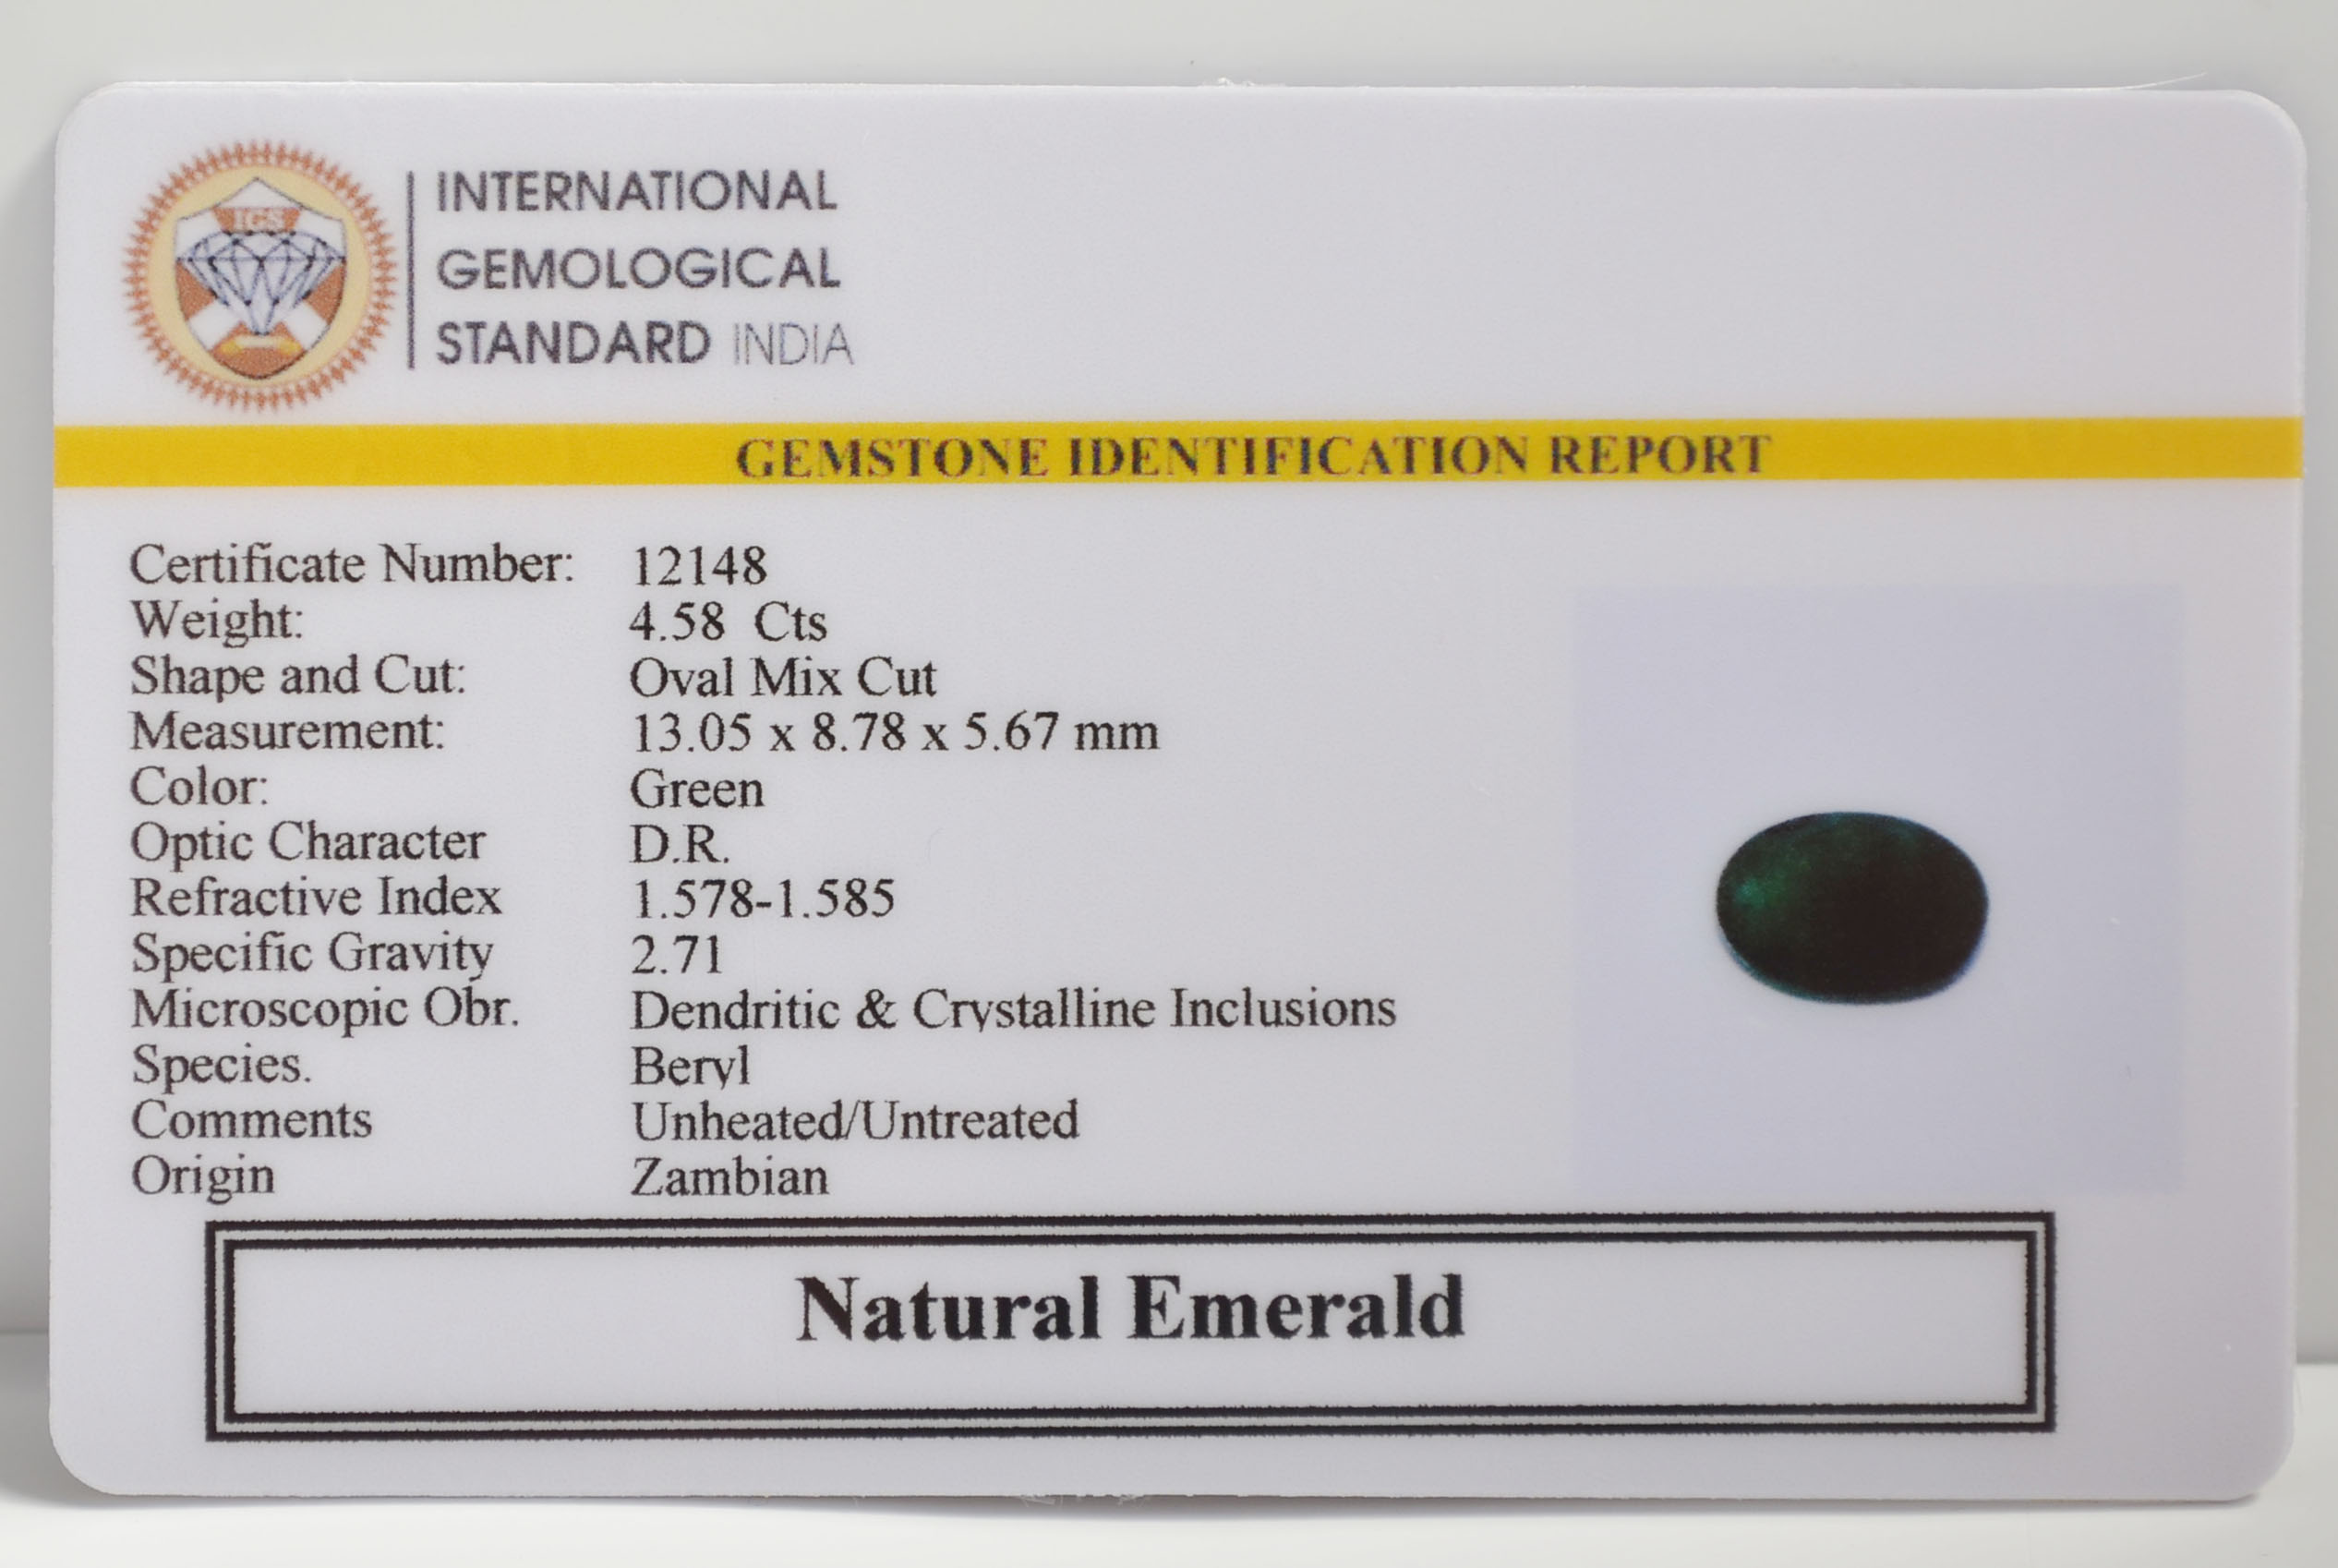 IGS
INTERNATIONAL
GEMOLOGICAL
STANDARD INDIA
GEMSTONE IDENTIFICATION REPORT
Certificate Number: 12148
Weight: 4.58 Cts
Shape and Cut: Oval Mix Cut
Measurement: 13.05 x 8.78 x 5.67 mm
Color: Green
Optic Character D.R.
Refractive Index 1.578-1.585
Specific Gravity 2.71
Microscopic Obr. Dendritic & Crystalline Inclusions
Species. Beryl
Comments Unheated/Untreated
Origin Zambian
Natural Emerald